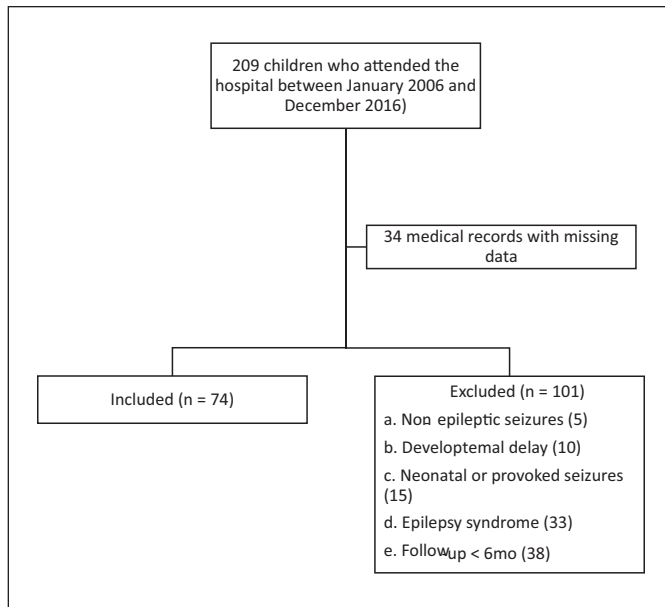 209 children who attended the
hospital between January 2006 and
December 2016)
34 medical records with missing
data
Included (n = 74)
Excluded (n = 101)
a. Non epileptic seizures (5)
b. Developtemal delay (10)
c. Neonatal or provoked seizures
(15)
d. Epilepsy syndrome (33)
e. Follow-up < 6mo (38)